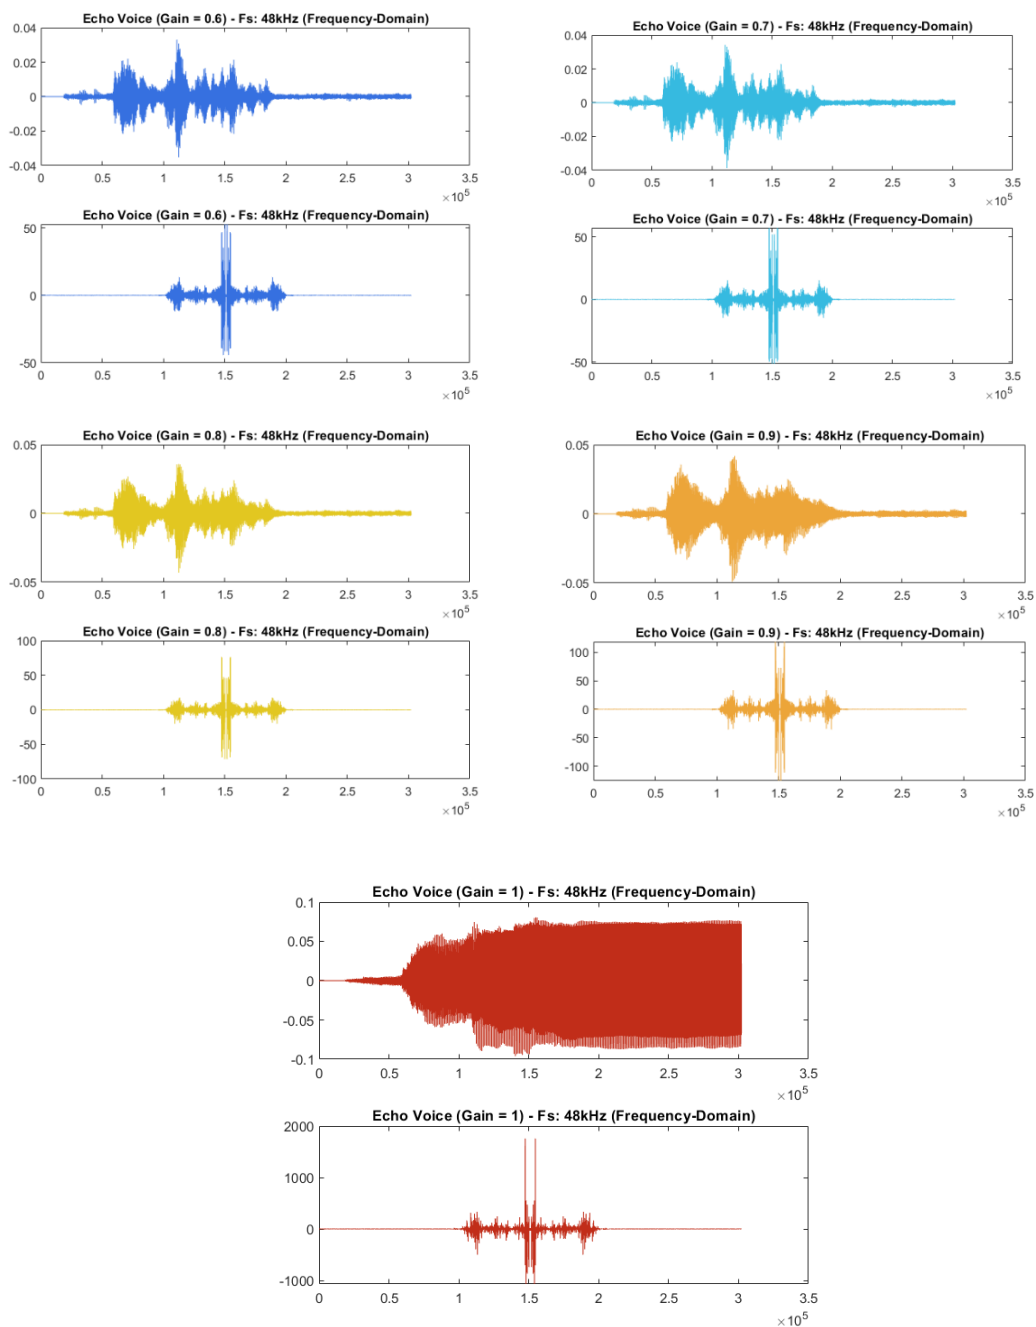 Echo Voice (Gain = 0.6) - Fs: 48kHz (Frequency-Domain)
0.04
0.02
0
-0.02
-0.04
0 0.5 1 1.5 2 2.5 3 3.5
×10^5
Echo Voice (Gain = 0.7) - Fs: 48kHz (Frequency-Domain)
0.04
0.02
0
-0.02
-0.04
0 0.5 1 1.5 2 2.5 3 3.5
×10^5
Echo Voice (Gain = 0.6) - Fs: 48kHz (Frequency-Domain)
50
0
-50
0 0.5 1 1.5 2 2.5 3 3.5
×10^5
Echo Voice (Gain = 0.7) - Fs: 48kHz (Frequency-Domain)
50
0
-50
0 0.5 1 1.5 2 2.5 3 3.5
×10^5
Echo Voice (Gain = 0.8) - Fs: 48kHz (Frequency-Domain)
0.05
0
-0.05
0 0.5 1 1.5 2 2.5 3 3.5
×10^5
Echo Voice (Gain = 0.9) - Fs: 48kHz (Frequency-Domain)
0.05
0
-0.05
0 0.5 1 1.5 2 2.5 3 3.5
×10^5
Echo Voice (Gain = 0.8) - Fs: 48kHz (Frequency-Domain)
100
50
0
-50
-100
0 0.5 1 1.5 2 2.5 3 3.5
×10^5
Echo Voice (Gain = 0.9) - Fs: 48kHz (Frequency-Domain)
100
50
0
-50
-100
0 0.5 1 1.5 2 2.5 3 3.5
×10^5
Echo Voice (Gain = 1) - Fs: 48kHz (Frequency-Domain)
0.1
0.05
0
-0.05
-0.1
0 0.5 1 1.5 2 2.5 3 3.5
×10^5
Echo Voice (Gain = 1) - Fs: 48kHz (Frequency-Domain)
2000
1000
0
-1000
0 0.5 1 1.5 2 2.5 3 3.5
×10^5